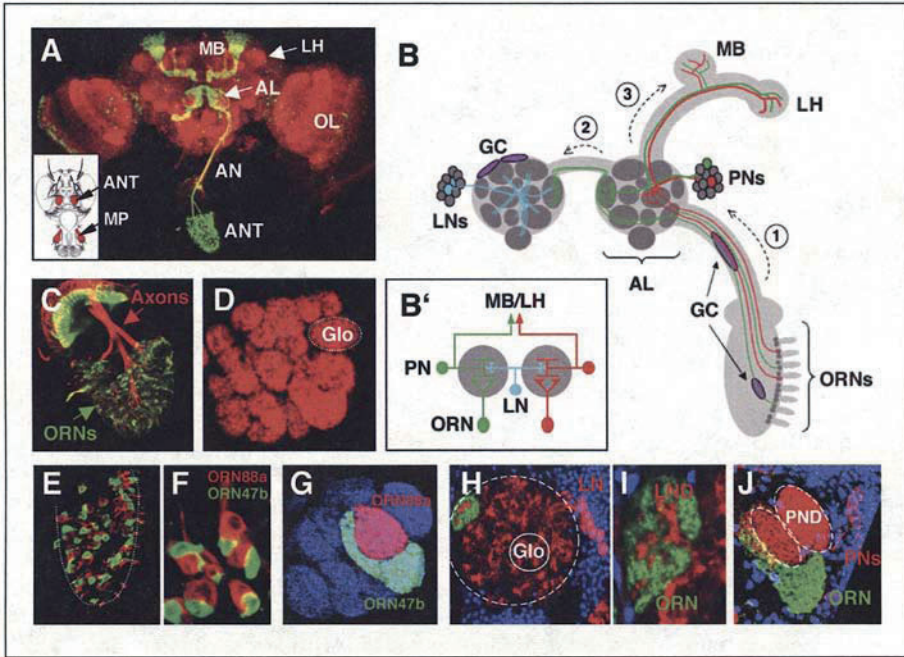 A
MB
LH
AL
OL
AN
ANT
ANT
MP
B
MB
LH
3
2
GC
LNs
PNs
1
AL
GC
ORNs
C
Axons
ORNs
D
Glo
B'
MB/LH
PN
LN
ORN
E
F
ORN88a
ORN47b
G
ORN88a
ORN47b
H
LN
Glo
I
LND
ORN
J
PND
PNs
ORN